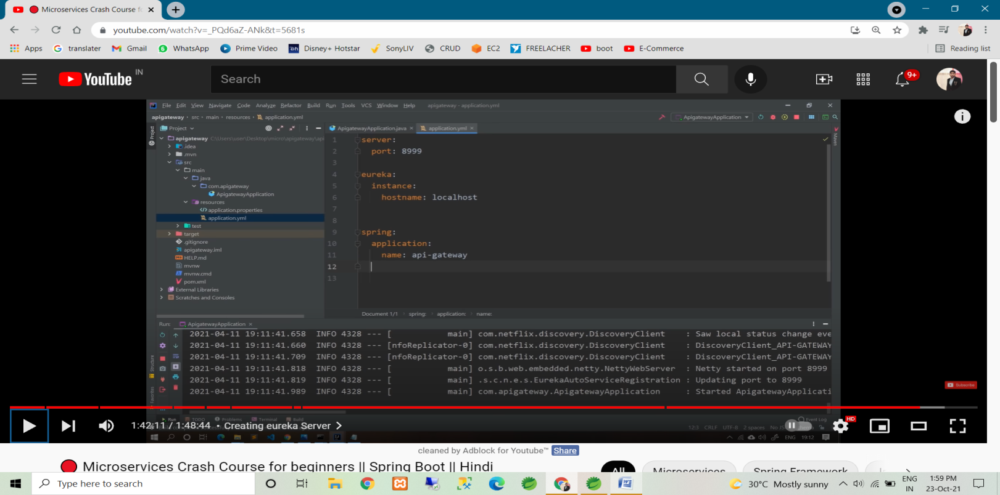 Microservices Crash Course f
youtube.com/watch?v=_PQd6aZ-ANk&t=5681s
Apps translater Gmail WhatsApp Prime Video Disney+ Hotstar SonyLIV CRUD EC2 FREELACHER boot E-Commerce Reading list
YouTube IN
Search
9+
File Edit View Navigate Code Analyze Refactor Build Run Tools VCS Window Help apigateway - application.yml
apigateway src main resources application.yml
ApigatewayApplication
Project
ApigatewayApplication.java application.yml
Project
Maven
apigateway C:\Users\user\Desktop\micro\apigateway\api
.idea
.mvn
src
main
java
com.apigateway
ApigatewayApplication
resources
application.properties
application.yml
test
target
.gitignore
apigateway.iml
HELP.md
mvnw
mvnw.cmd
pom.xml
External Libraries
Scratches and Consoles
1 server:
2 port: 8999
3
4 eureka:
5 instance:
6 hostname: localhost
7
8
9 spring:
10 application:
11 name: api-gateway
12
13
Document 1/1 spring: application: name:
Run: ApigatewayApplication
2021-04-11 19:11:41.658 INFO 4328 --- [ main] com.netflix.discovery.DiscoveryClient : Saw local status change eve
2021-04-11 19:11:41.660 INFO 4328 --- [nfoReplicator-0] com.netflix.discovery.DiscoveryClient : DiscoveryClient_API-GATEWAY
2021-04-11 19:11:41.709 INFO 4328 --- [nfoReplicator-0] com.netflix.discovery.DiscoveryClient : DiscoveryClient_API-GATEWAY
2021-04-11 19:11:41.818 INFO 4328 --- [ main] o.s.b.web.embedded.netty.NettyWebServer : Netty started on port 8999
2021-04-11 19:11:41.819 INFO 4328 --- [ main] .s.c.n.e.s.EurekaAutoServiceRegistration : Updating port to 8999
2021-04-11 19:11:41.989 INFO 4328 --- [ main] com.apigateway.ApigatewayApplication : Started ApigatewayApplicati
Structure
Favorites
Subscribe
Run TODO Problems Terminal Build Event Log
1:42:11 / 1:48:44 • Creating eureka Server
HD
12:3 CRLF UTF-8 2 spaces
ENG 19:12
cleaned by Adblock for Youtube™ Share
Microservices Crash Course for beginners || Spring Boot || Hindi
All Microservices Spring Framework
Type here to search
30°C Mostly sunny
ENG IN
1:59 PM
23-Oct-21